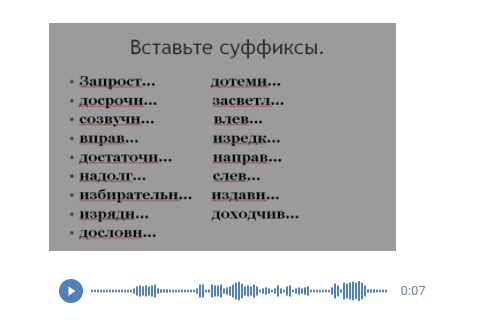 Вставьте суффиксы.
• Запрост... дотемн...
• досрочн... засветл...
• созвучн... влев...
• вправ... изредк...
• достаточн... направ...
• надолг... слев...
• избирательн... издавн...
• изрядн... доходчив...
• дословн...
0:07